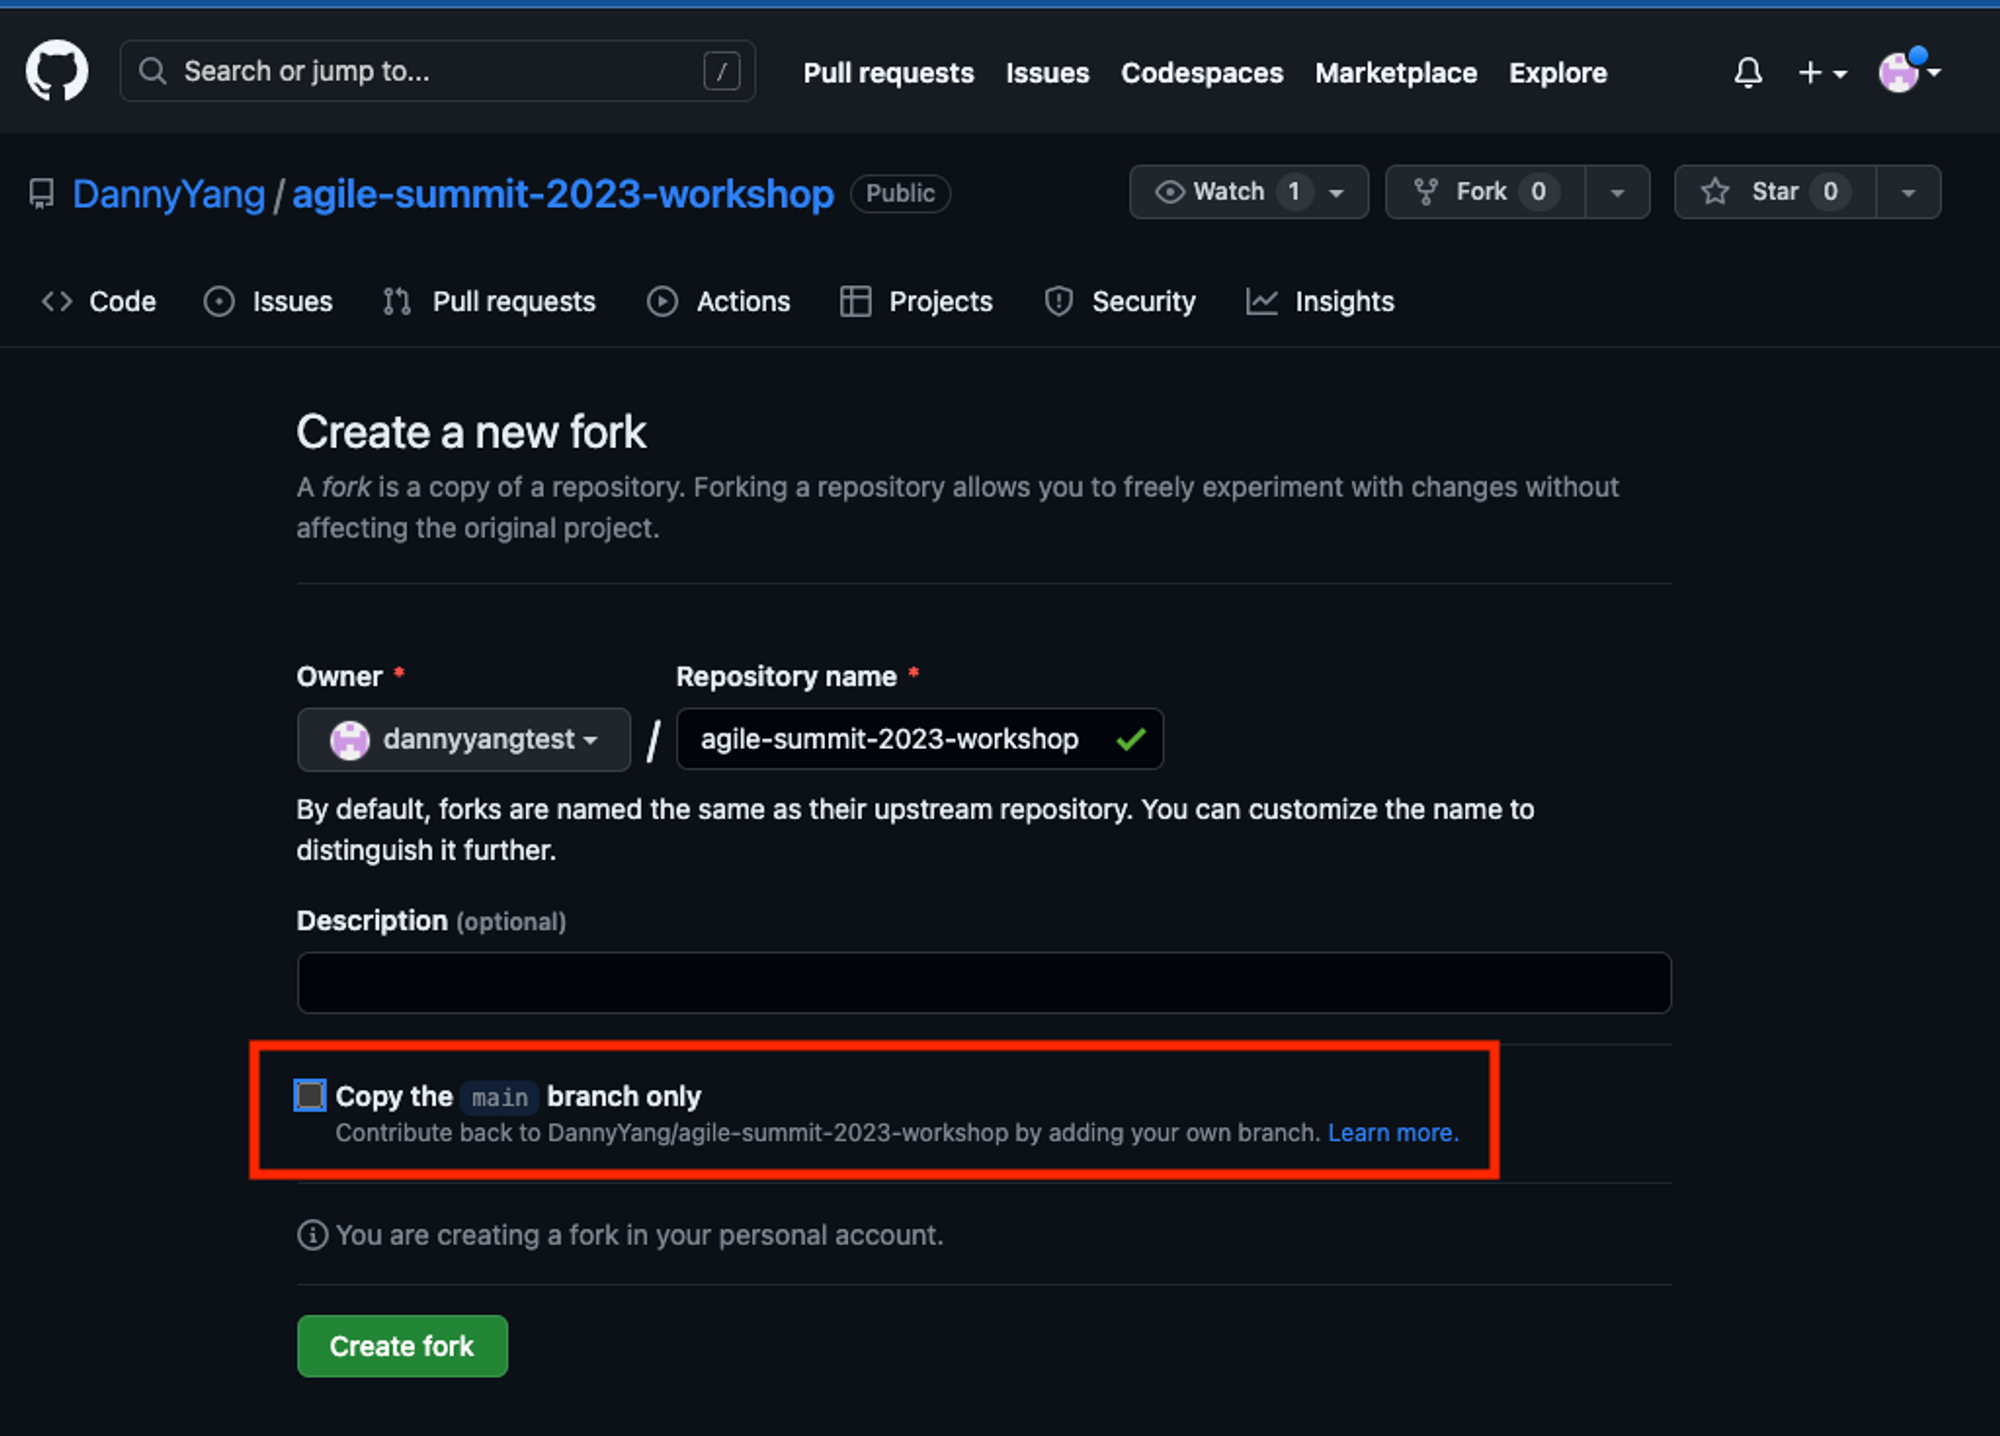 Search or jump to... / Pull requests Issues Codespaces Marketplace Explore
DannyYang / agile-summit-2023-workshop Public Watch 1 Fork 0 Star 0
Code Issues Pull requests Actions Projects Security Insights
Create a new fork
A fork is a copy of a repository. Forking a repository allows you to freely experiment with changes without
affecting the original project.
Owner * Repository name *
dannyyangtest / agile-summit-2023-workshop
By default, forks are named the same as their upstream repository. You can customize the name to
distinguish it further.
Description (optional)
Copy the main branch only
Contribute back to DannyYang/agile-summit-2023-workshop by adding your own branch. Learn more.
You are creating a fork in your personal account.
Create fork